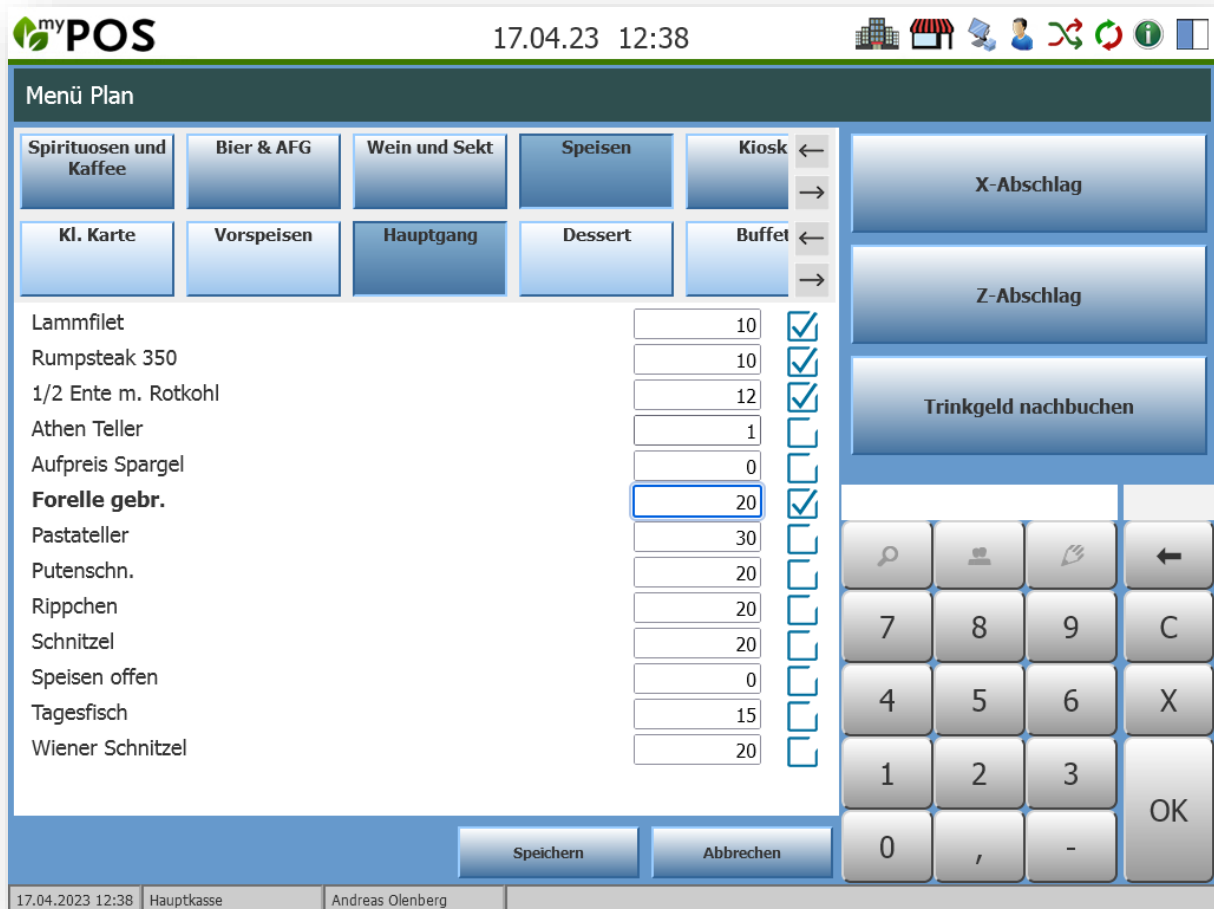 myPOS 17.04.23 12:38
Menü Plan
Spirituosen und Kaffee
Bier & AFG
Wein und Sekt
Speisen
Kiosk
←
→
Kl. Karte
Vorspeisen
Hauptgang
Dessert
Buffet
←
→
Lammfilet 10
Rumpsteak 350 10
1/2 Ente m. Rotkohl 12
Athen Teller 1
Aufpreis Spargel 0
Forelle gebr. 20
Pastateller 30
Putenschn. 20
Rippchen 20
Schnitzel 20
Speisen offen 0
Tagesfisch 15
Wiener Schnitzel 20
Speichern Abbrechen
X-Abschlag
Z-Abschlag
Trinkgeld nachbuchen
7 8 9 C
4 5 6 X
1 2 3
OK
0 , -
17.04.2023 12:38 Hauptkasse Andreas Olenberg